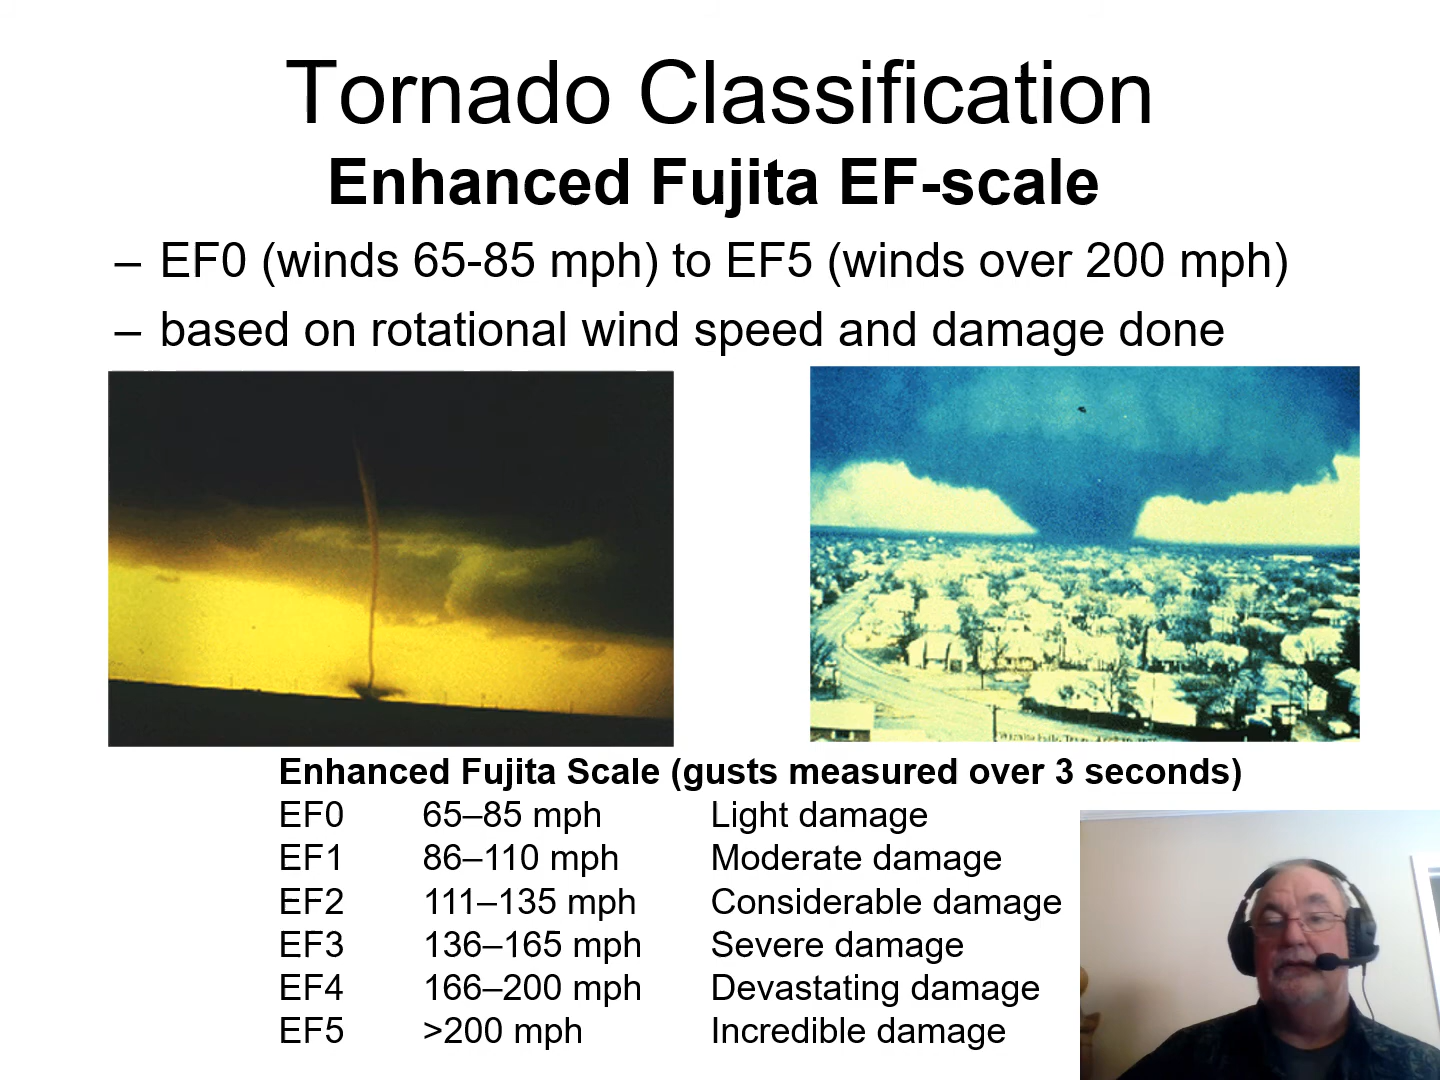 Tornado Classification
Enhanced Fujita EF-scale
– EF0 (winds 65-85 mph) to EF5 (winds over 200 mph)
– based on rotational wind speed and damage done
Enhanced Fujita Scale (gusts measured over 3 seconds)
EF0 65–85 mph Light damage
EF1 86–110 mph Moderate damage
EF2 111–135 mph Considerable damage
EF3 136–165 mph Severe damage
EF4 166–200 mph Devastating damage
EF5 >200 mph Incredible damage